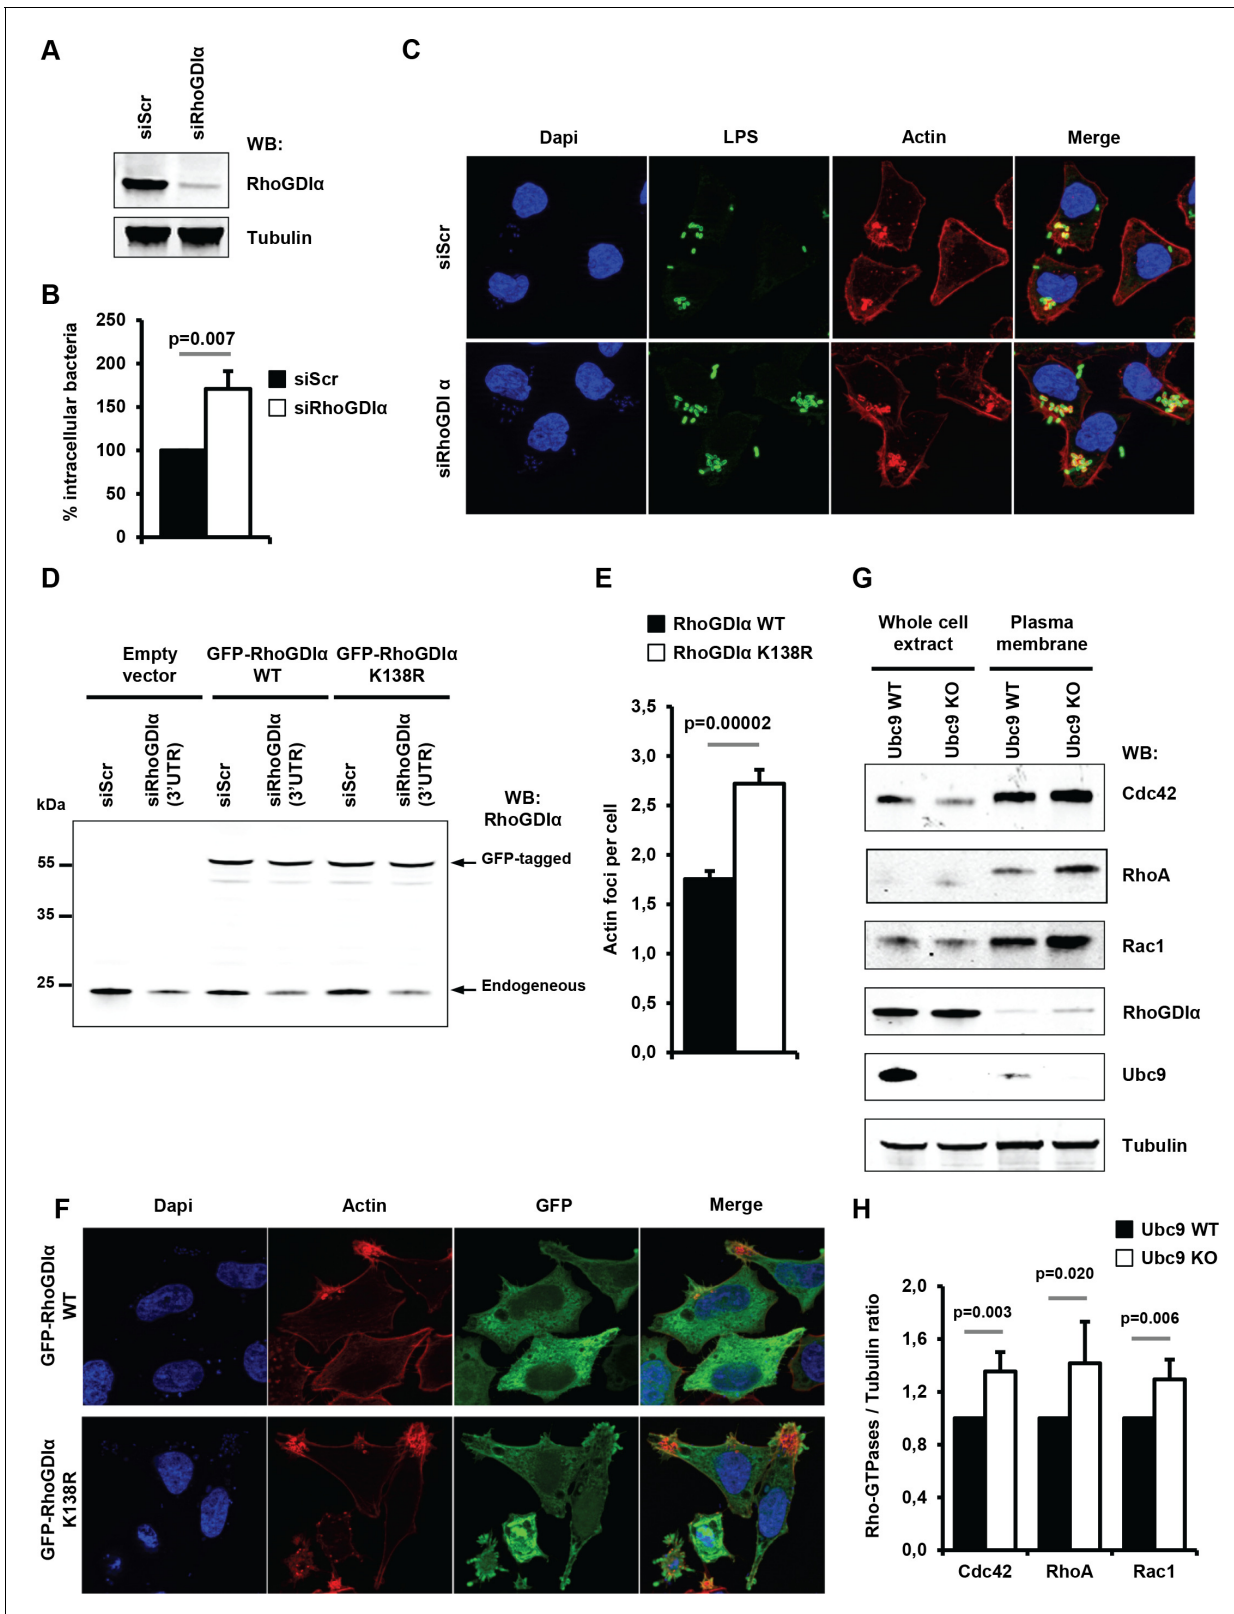 A
siScr
siRhoGDIα
WB:
RhoGDIα
Tubulin
B
% intracellular bacteria
250
200
150
100
50
0
p=0.007
siScr
siRhoGDIα
C
Dapi
LPS
Actin
Merge
siScr
siRhoGDI α
D
Empty
vector
GFP-RhoGDIα
WT
GFP-RhoGDIα
K138R
siScr
siRhoGDIα
(3'UTR)
siScr
siRhoGDIα
(3'UTR)
siScr
siRhoGDIα
(3'UTR)
kDa
WB:
RhoGDIα
55
35
25
GFP-tagged
Endogeneous
E
RhoGDIα WT
RhoGDIα K138R
Actin foci per cell
3,5
3,0
2,5
2,0
1,5
1,0
0,5
0,0
p=0.00002
G
Whole cell
extract
Plasma
membrane
Ubc9 WT
Ubc9 KO
Ubc9 WT
Ubc9 KO
WB:
Cdc42
RhoA
Rac1
RhoGDIα
Ubc9
Tubulin
F
Dapi
Actin
GFP
Merge
GFP-RhoGDIα
WT
GFP-RhoGDIα
K138R
H
Ubc9 WT
Ubc9 KO
Rho-GTPases / Tubulin ratio
2,0
1,6
1,2
0,8
0,4
0,0
p=0.003
p=0.020
p=0.006
Cdc42
RhoA
Rac1